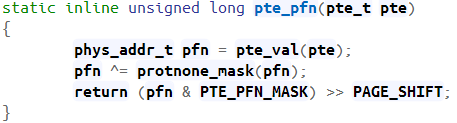 static inline unsigned long pte_pfn(pte_t pte)
{
        phys_addr_t pfn = pte_val(pte);
        pfn ^= protnone_mask(pfn);
        return (pfn & PTE_PFN_MASK) >> PAGE_SHIFT;
}